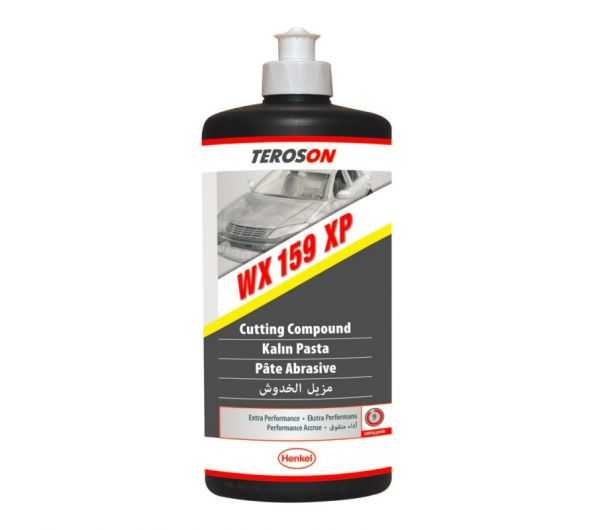 TEROSON
WX 159 XP
Cutting Compound
Kalın Pasta
Pâte Abrasive
مزيل الخدوش
Extra Performance • Ekstra Performans
Performance Accrue • أداء متفوق
Henkel